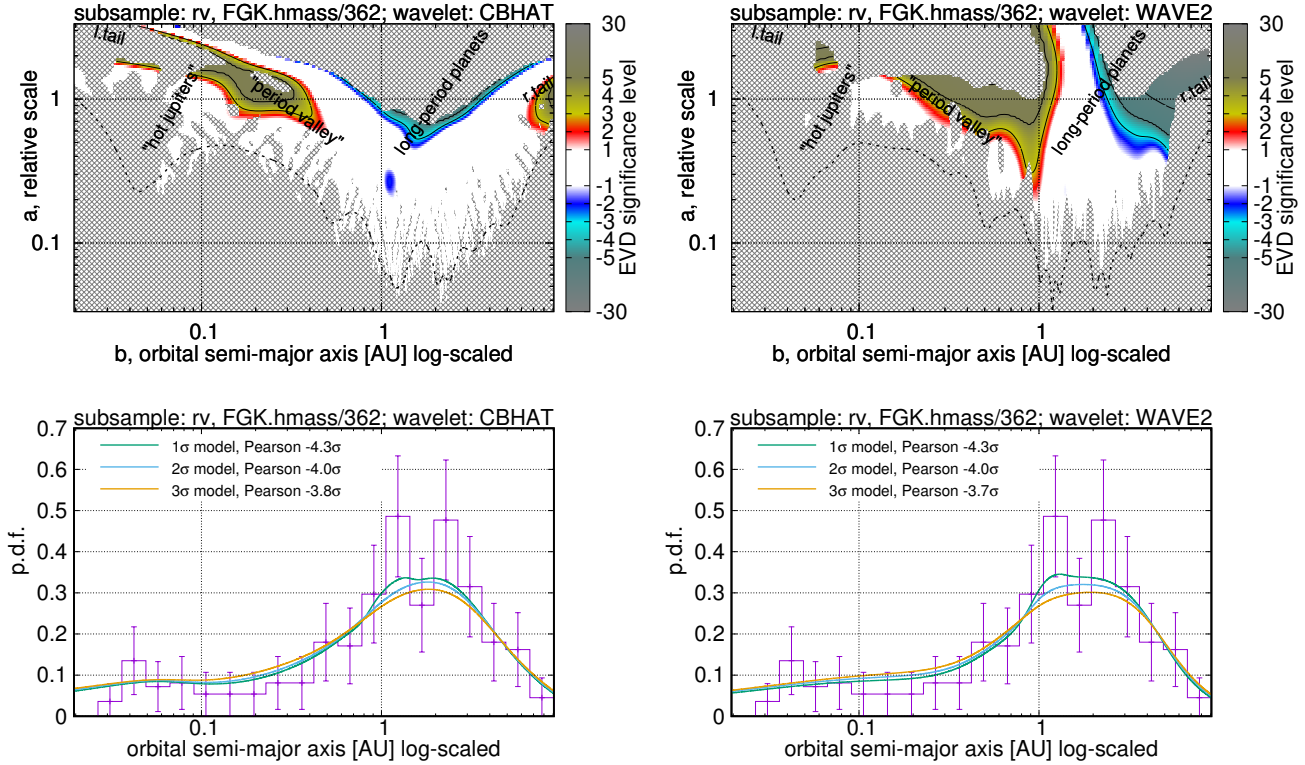 subsample: rv, FGK.hmass/362; wavelet: CBHAT
l.tail
"hot jupiters"
"period valley"
long-period planets
r.tail
1
0.1
a, relative scale
0.1
1
b, orbital semi-major axis [AU] log-scaled
30
5
4
3
2
1
-1
-2
-3
-4
-5
-30
EVD significance level
subsample: rv, FGK.hmass/362; wavelet: WAVE2
l.tail
"hot jupiters"
"period valley"
long-period planets
r.tail
1
0.1
a, relative scale
0.1
1
b, orbital semi-major axis [AU] log-scaled
30
5
4
3
2
1
-1
-2
-3
-4
-5
-30
EVD significance level
subsample: rv, FGK.hmass/362; wavelet: CBHAT
1σ model, Pearson -4.3σ
2σ model, Pearson -4.0σ
3σ model, Pearson -3.8σ
0.7
0.6
0.5
0.4
0.3
0.2
0.1
0
p.d.f.
0.1
1
orbital semi-major axis [AU] log-scaled
subsample: rv, FGK.hmass/362; wavelet: WAVE2
1σ model, Pearson -4.3σ
2σ model, Pearson -4.0σ
3σ model, Pearson -3.7σ
0.7
0.6
0.5
0.4
0.3
0.2
0.1
0
p.d.f.
0.1
1
orbital semi-major axis [AU] log-scaled